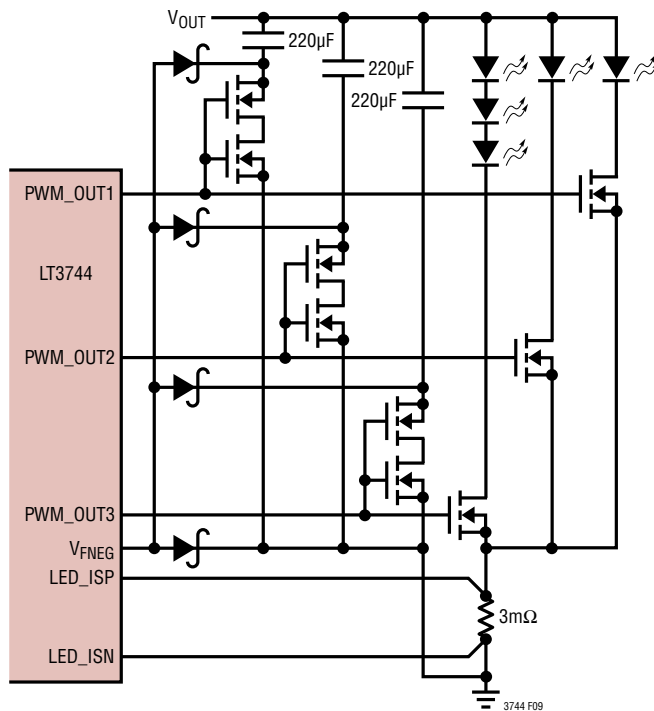 VOUT
220µF
220µF
220µF
PWM_OUT1
LT3744
PWM_OUT2
PWM_OUT3
VFNEG
LED_ISP
3mΩ
LED_ISN
3744 F09